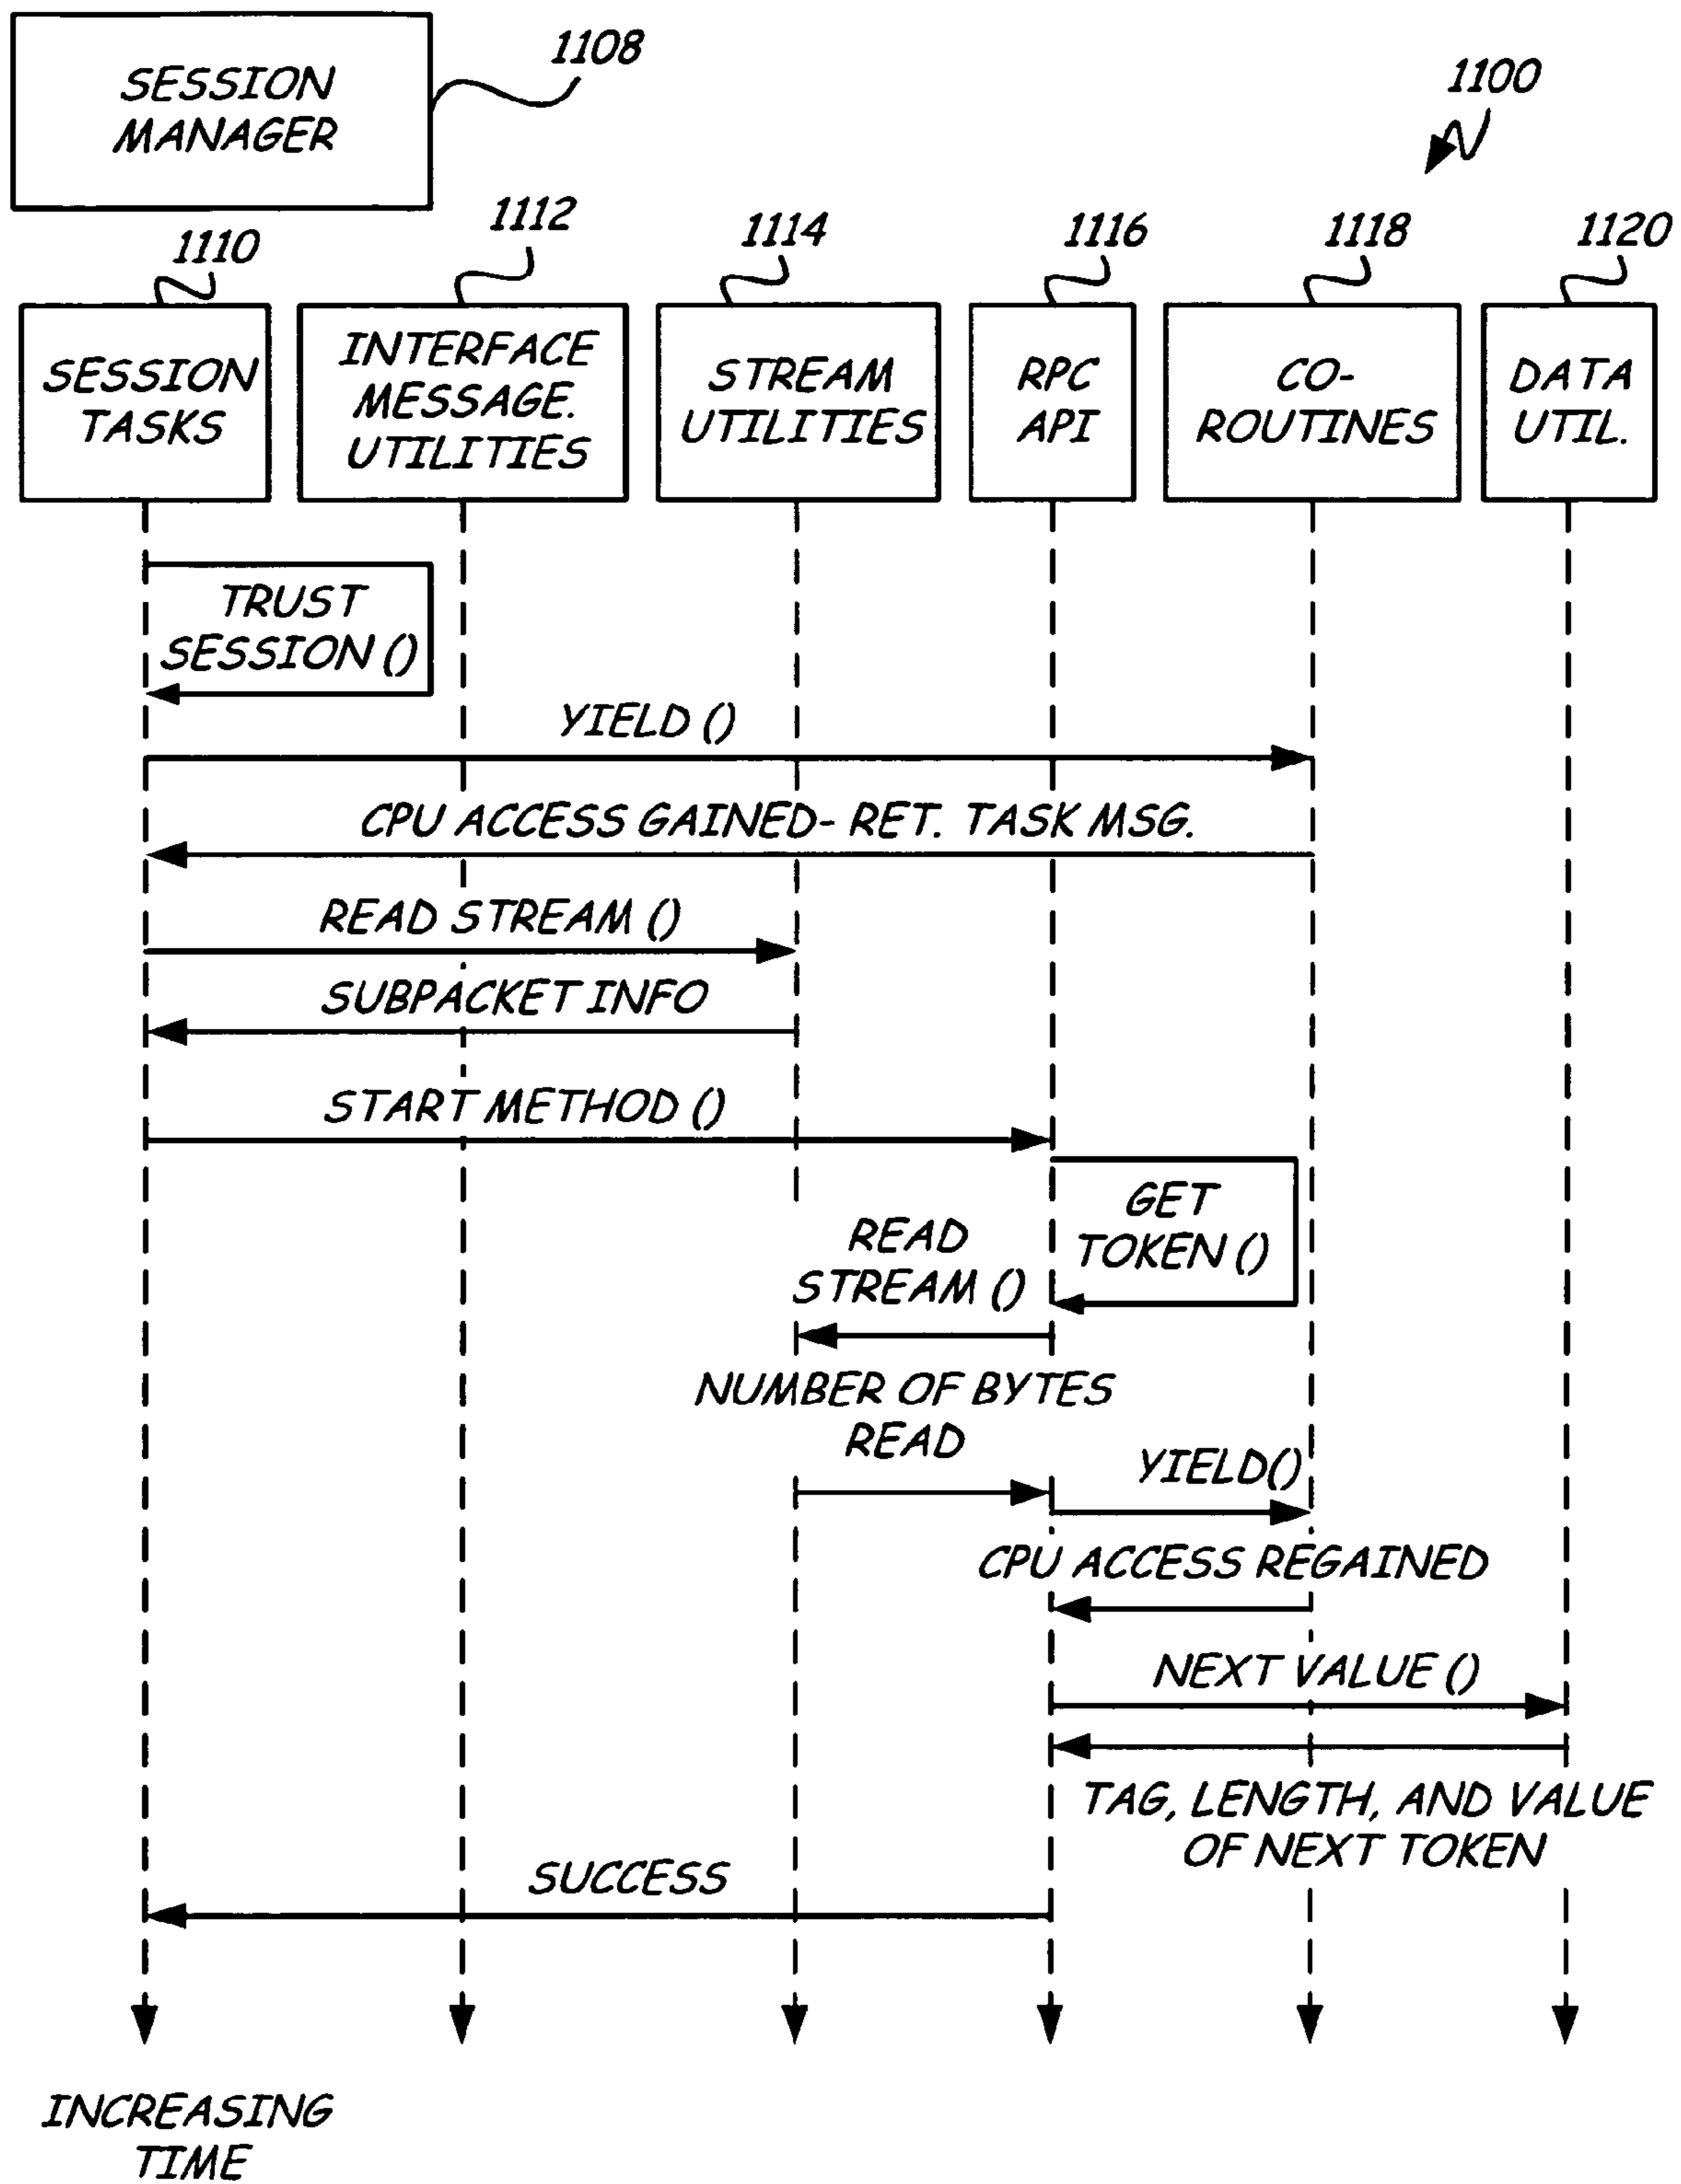 1108
SESSION
MANAGER
1100
1110
1112
1114
1116
1118
1120
SESSION
TASKS
INTERFACE
MESSAGE.
UTILITIES
STREAM
UTILITIES
RPC
API
CO-
ROUTINES
DATA
UTIL.
TRUST
SESSION ()
YIELD ()
CPU ACCESS GAINED- RET. TASK MSG.
READ STREAM ()
SUBPACKET INFO
START METHOD ()
GET
TOKEN ()
READ
STREAM ()
NUMBER OF BYTES
READ
YIELD()
CPU ACCESS REGAINED
NEXT VALUE ()
TAG, LENGTH, AND VALUE
OF NEXT TOKEN
SUCCESS
INCREASING
TIME